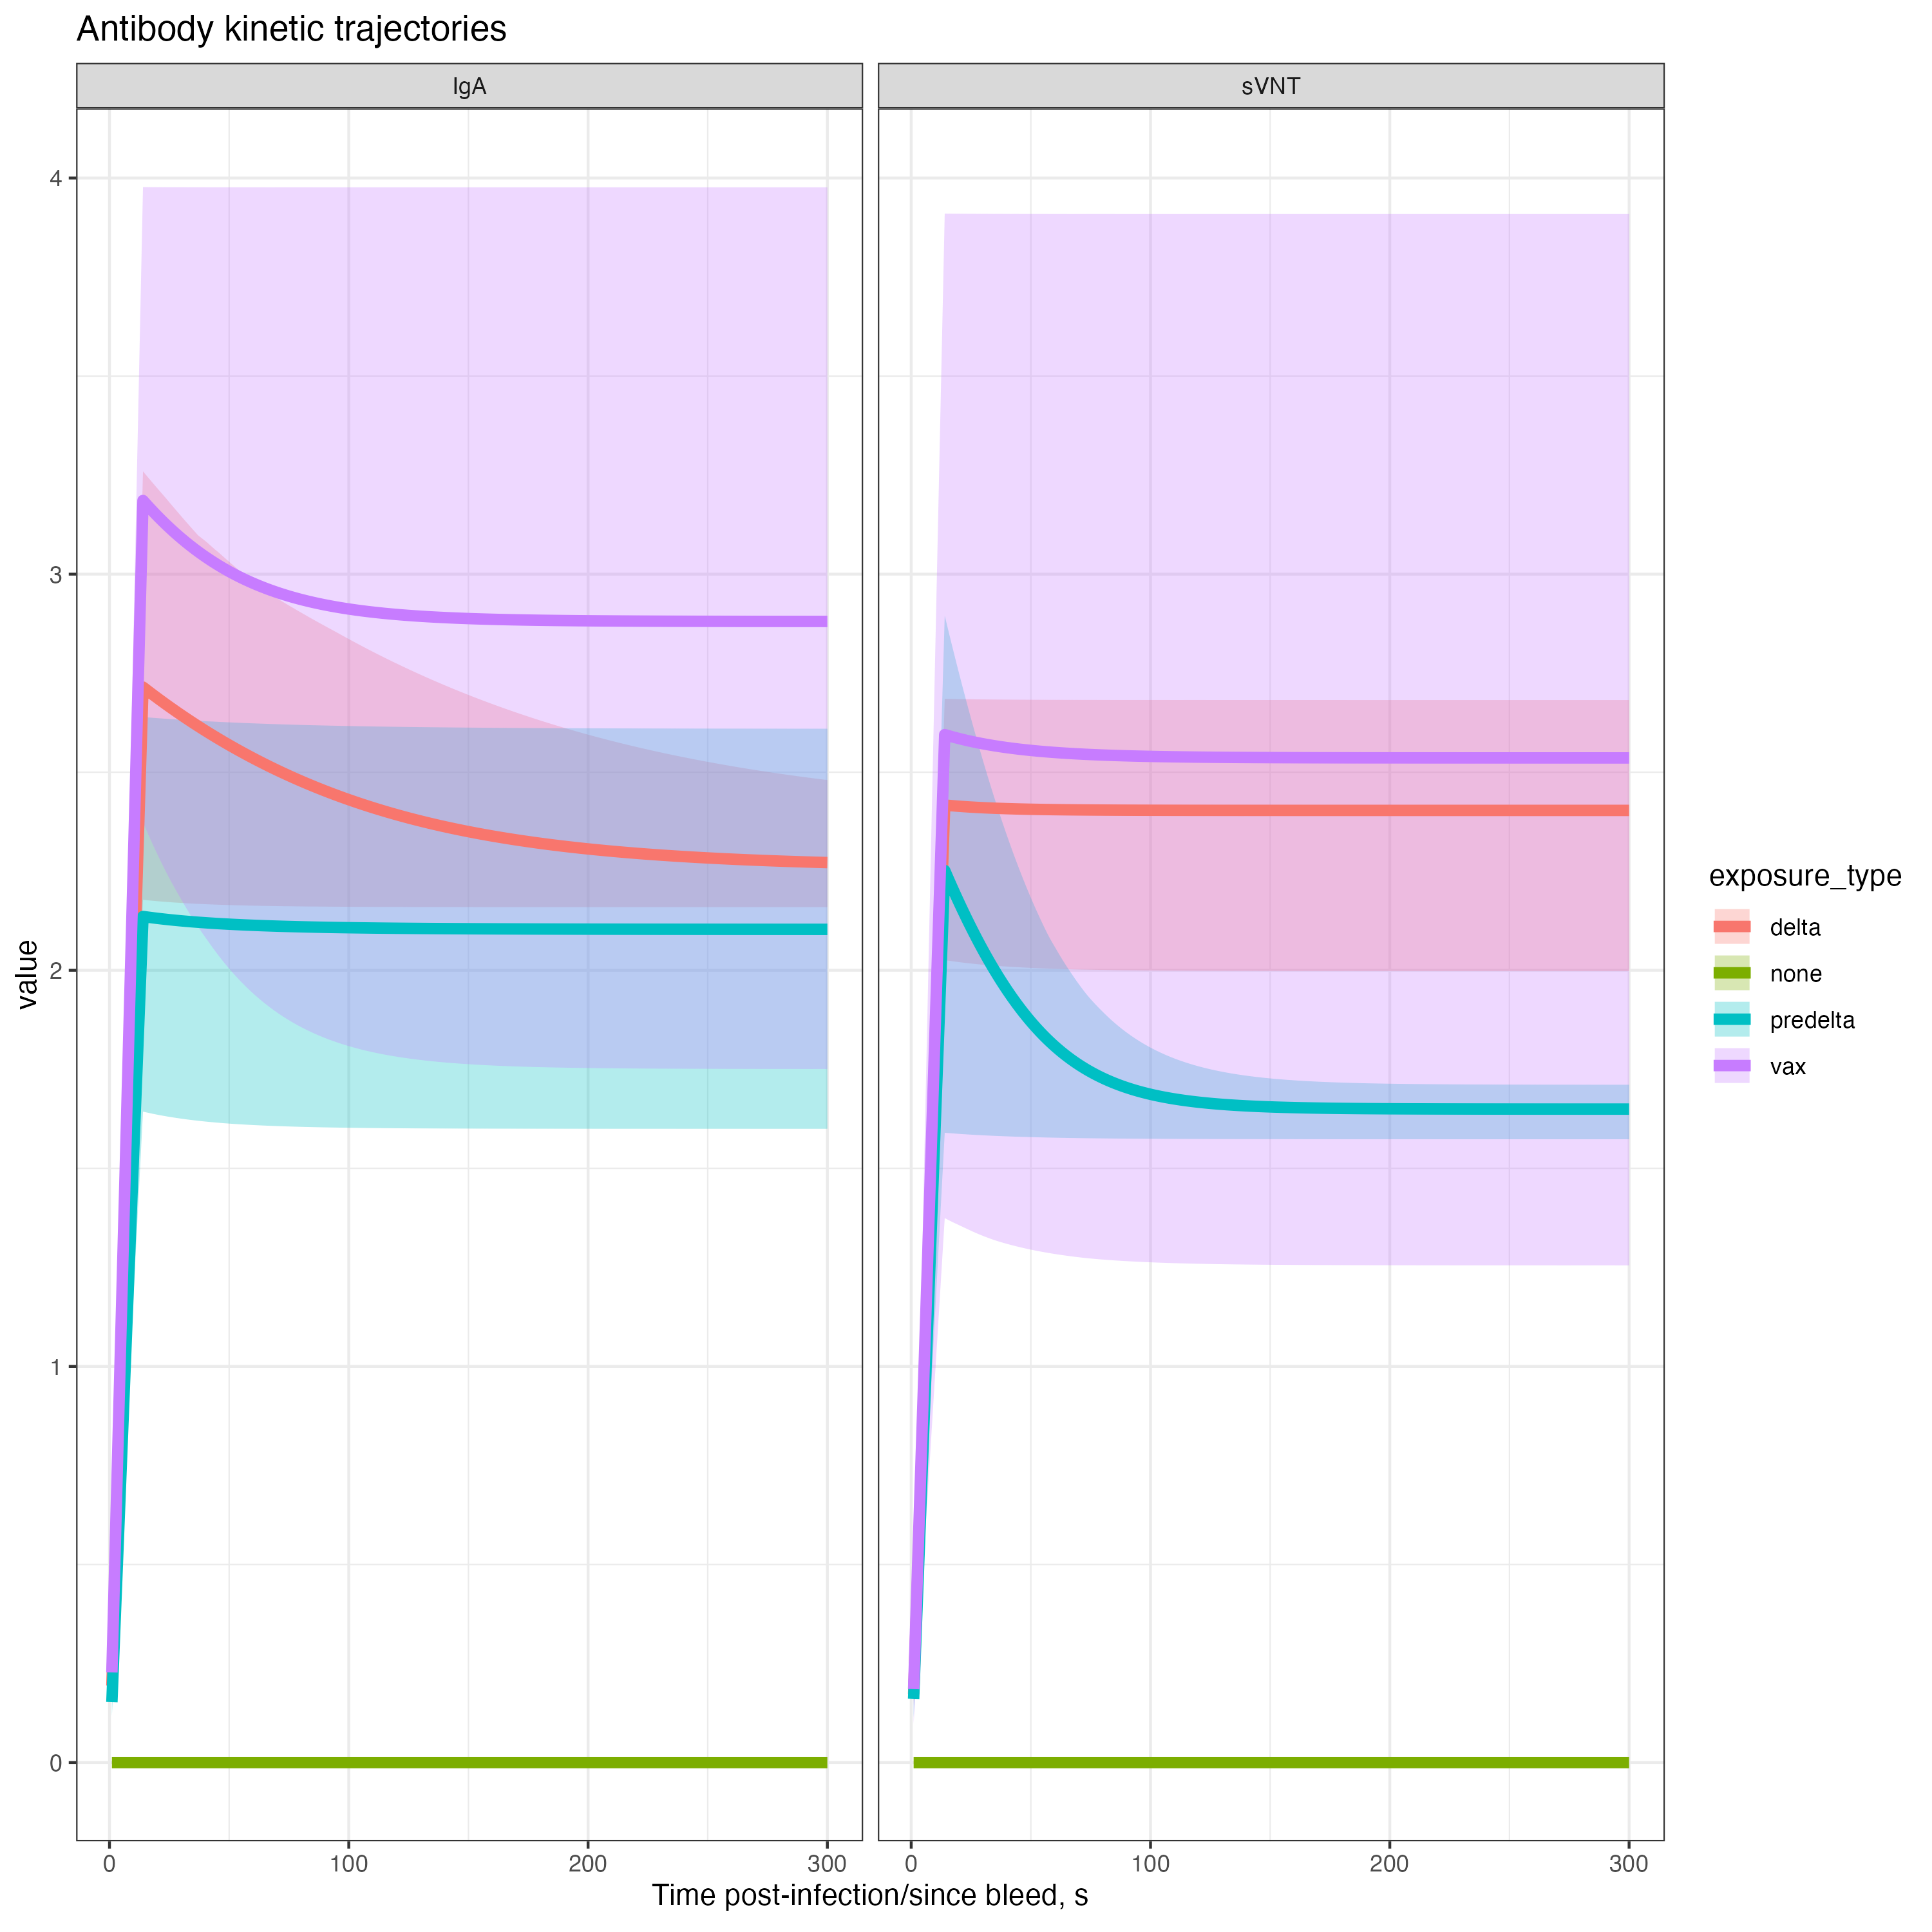 Antibody kinetic trajectories
IgA
sVNT
value
4
3
2
1
0
0
100
200
300
0
100
200
300
Time post-infection/since bleed, s
exposure_type
delta
none
predelta
vax